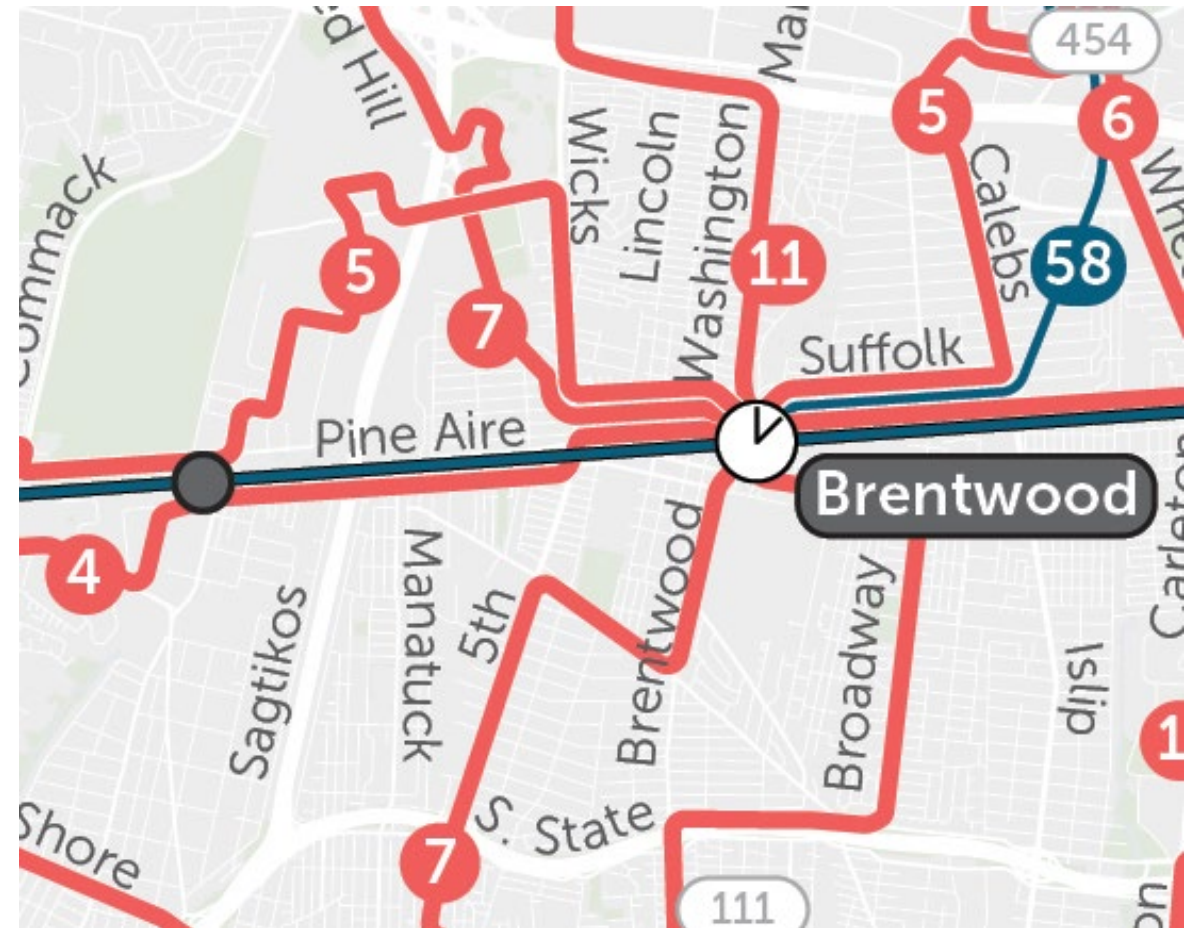 454
5
6
Wicks
Lincoln
Washington
Calebs
Hill
5
11
58
7
Suffolk
Pine Aire
Brentwood
4
Manatuck
5th
Sagtikos
Brentwood
Broadway
Islip
S. State
7
Shore
111